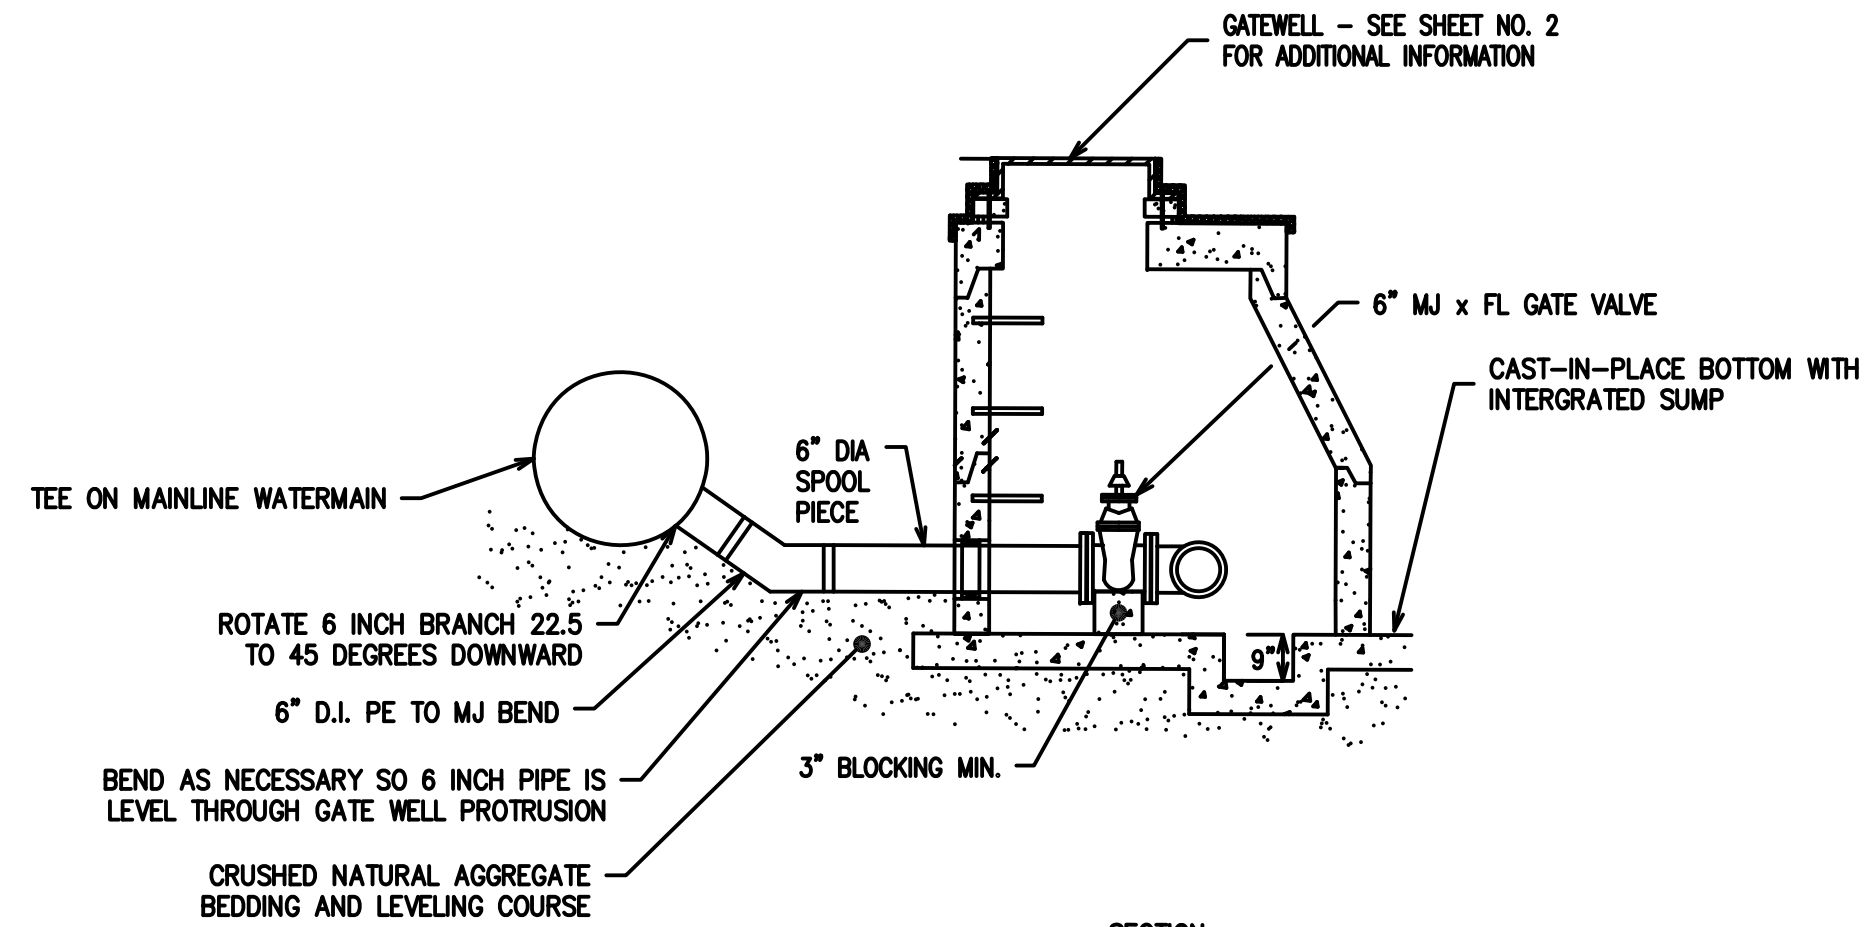 GATEWELL - SEE SHEET NO. 2
FOR ADDITIONAL INFORMATION
6" MJ x FL GATE VALVE
CAST-IN-PLACE BOTTOM WITH
INTERGRATED SUMP
6" DIA
SPOOL
PIECE
TEE ON MAINLINE WATERMAIN
ROTATE 6 INCH BRANCH 22.5
TO 45 DEGREES DOWNWARD
9"
6" D.I. PE TO MJ BEND
3" BLOCKING MIN.
BEND AS NECESSARY SO 6 INCH PIPE IS
LEVEL THROUGH GATE WELL PROTRUSION
CRUSHED NATURAL AGGREGATE
BEDDING AND LEVELING COURSE
SECTION